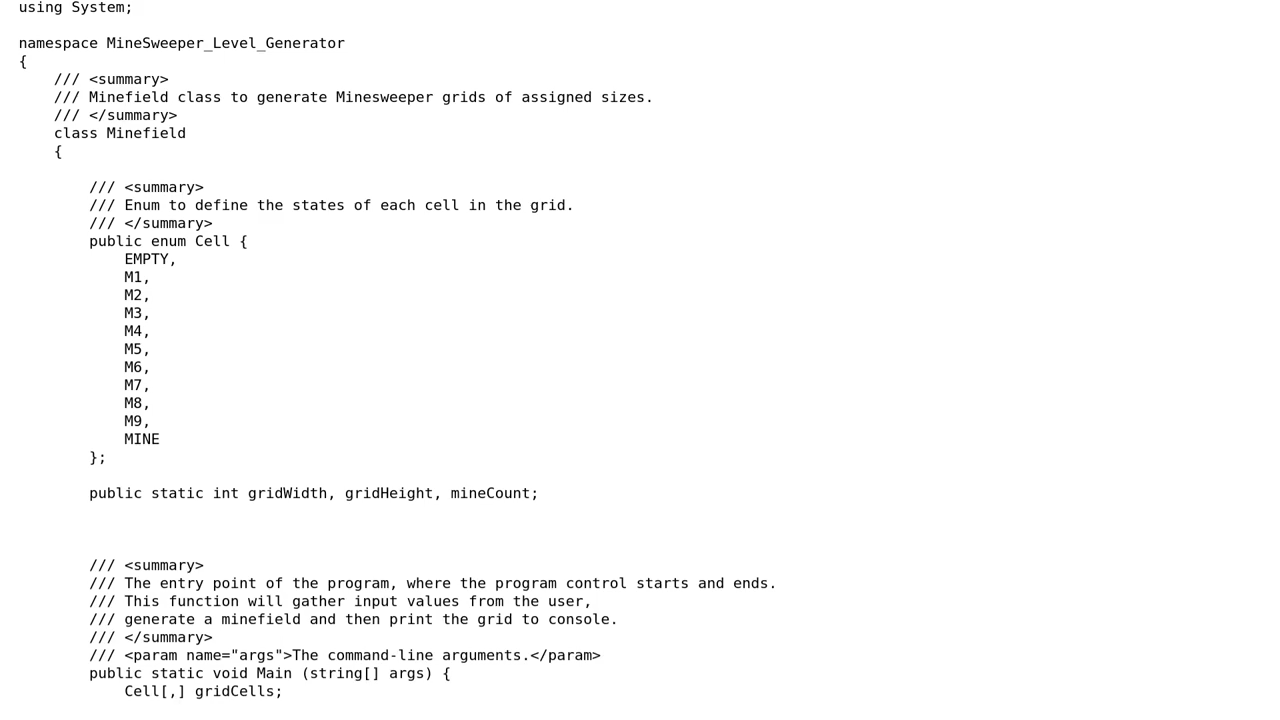 using System;

namespace MineSweeper_Level_Generator
{
    /// <summary>
    /// Minefield class to generate Minesweeper grids of assigned sizes.
    /// </summary>
    class Minefield
    {

        /// <summary>
        /// Enum to define the states of each cell in the grid.
        /// </summary>
        public enum Cell {
            EMPTY,
            M1,
            M2,
            M3,
            M4,
            M5,
            M6,
            M7,
            M8,
            M9,
            MINE
        };

        public static int gridWidth, gridHeight, mineCount;



        /// <summary>
        /// The entry point of the program, where the program control starts and ends.
        /// This function will gather input values from the user,
        /// generate a minefield and then print the grid to console.
        /// </summary>
        /// <param name="args">The command-line arguments.</param>
        public static void Main (string[] args) {
            Cell[,] gridCells;